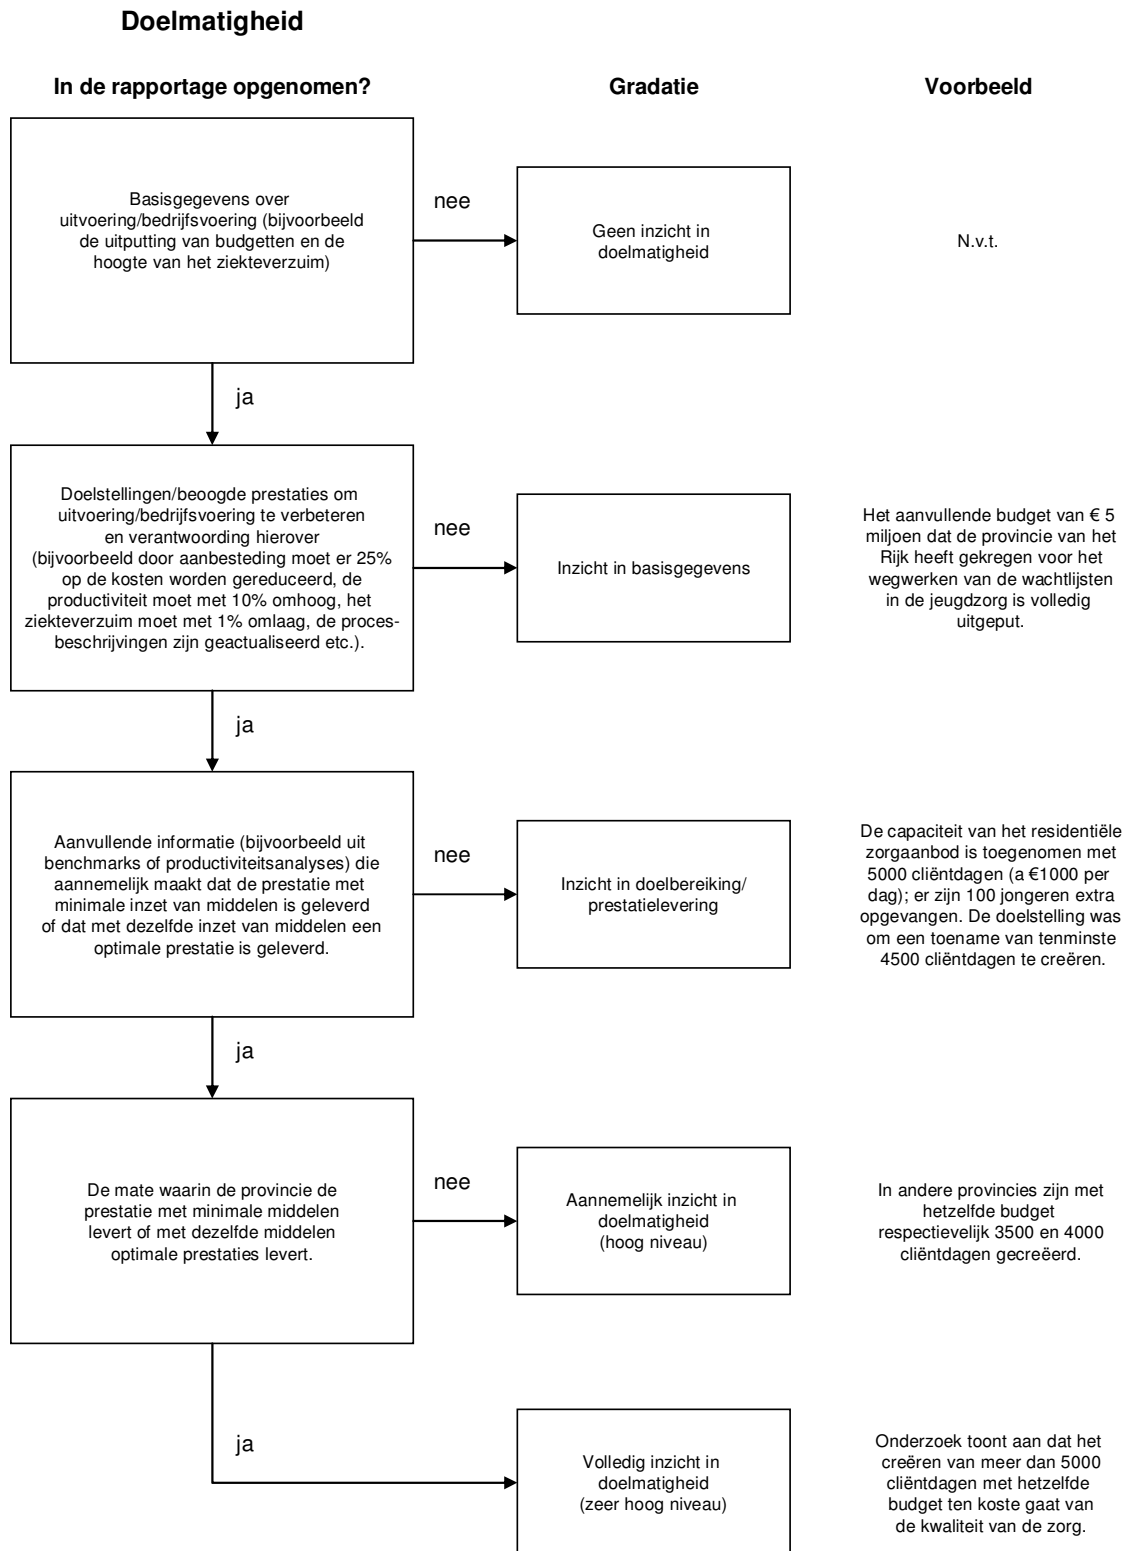 Doelmatigheid
In de rapportage opgenomen?
Gradatie
Voorbeeld
Basisgegevens over
uitvoering/bedrijfsvoering (bijvoorbeeld
de uitputting van budgetten en de
hoogte van het ziekteverzuim)
nee
Geen inzicht in
doelmatigheid
N.v.t.
ja
Doelstellingen/beoogde prestaties om
uitvoering/bedrijfsvoering te verbeteren
en verantwoording hierover
(bijvoorbeeld door aanbesteding moet er 25%
op de kosten worden gereduceerd, de
productiviteit moet met 10% omhoog, het
ziekteverzuim moet met 1% omlaag, de proces-
beschrijvingen zijn geactualiseerd etc.).
nee
Inzicht in basisgegevens
Het aanvullende budget van € 5
miljoen dat de provincie van het
Rijk heeft gekregen voor het
wegwerken van de wachtlijsten
in de jeugdzorg is volledig
uitgeput.
ja
Aanvullende informatie (bijvoorbeeld uit
benchmarks of productiviteitsanalyses) die
aannemelijk maakt dat de prestatie met
minimale inzet van middelen is geleverd
of dat met dezelfde inzet van middelen een
optimale prestatie is geleverd.
nee
Inzicht in doelbereiking/
prestatielevering
De capaciteit van het residentiële
zorgaanbod is toegenomen met
5000 cliëntdagen (a €1000 per
dag); er zijn 100 jongeren extra
opgevangen. De doelstelling was
om een toename van tenminste
4500 cliëntdagen te creëren.
ja
De mate waarin de provincie de
prestatie met minimale middelen
levert of met dezelfde middelen
optimale prestaties levert.
nee
Aannemelijk inzicht in
doelmatigheid
(hoog niveau)
In andere provincies zijn met
hetzelfde budget
respectievelijk 3500 en 4000
cliëntdagen gecreëerd.
ja
Volledig inzicht in
doelmatigheid
(zeer hoog niveau)
Onderzoek toont aan dat het
creëren van meer dan 5000
cliëntdagen met hetzelfde
budget ten koste gaat van
de kwaliteit van de zorg.